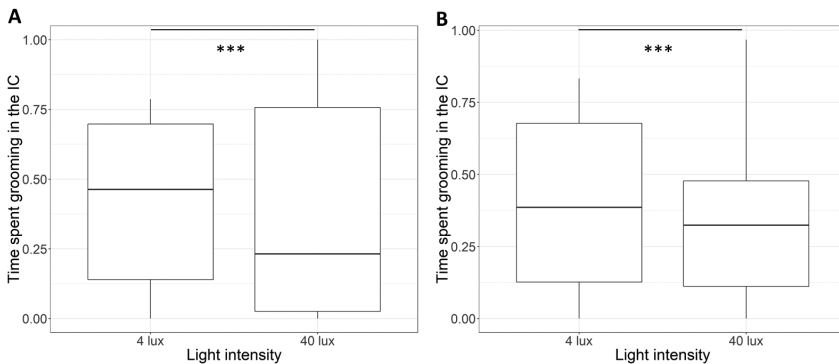 A
Time spent grooming in the IC
1.00
0.75
0.50
0.25
0.00
***
4 lux
40 lux
Light intensity
B
Time spent grooming in the IC
1.00
0.75
0.50
0.25
0.00
***
4 lux
40 lux
Light intensity